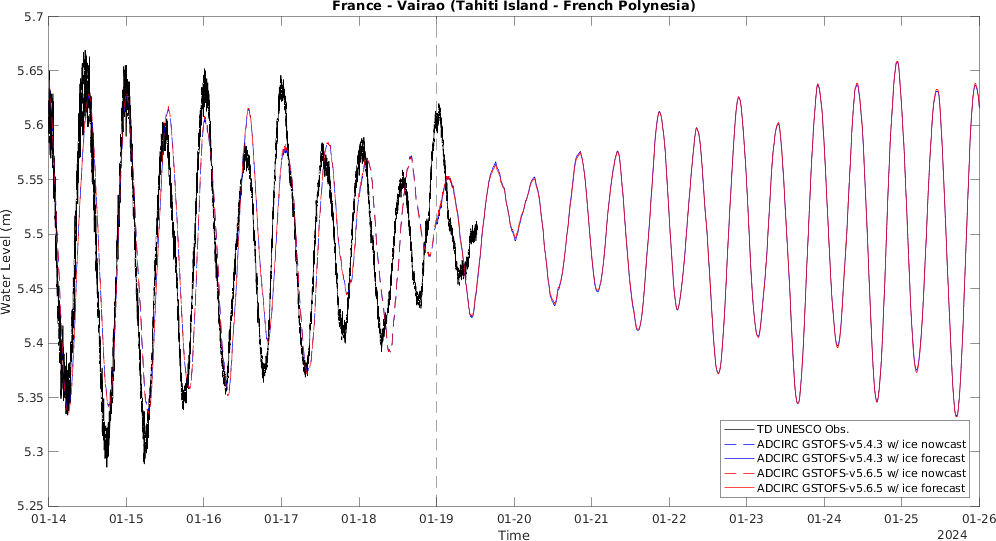 France - Vairao (Tahiti Island - French Polynesia)
5.7
5.65
5.6
5.55
5.5
5.45
5.4
5.35
5.3
5.25
Water Level (m)
TD UNESCO Obs.
ADCIRC GSTOFS-v5.4.3 w/ ice nowcast
ADCIRC GSTOFS-v5.4.3 w/ ice forecast
ADCIRC GSTOFS-v5.6.5 w/ ice nowcast
ADCIRC GSTOFS-v5.6.5 w/ ice forecast
01-14 01-15 01-16 01-17 01-18 01-19 01-20 01-21 01-22 01-23 01-24 01-25 01-26
Time
2024